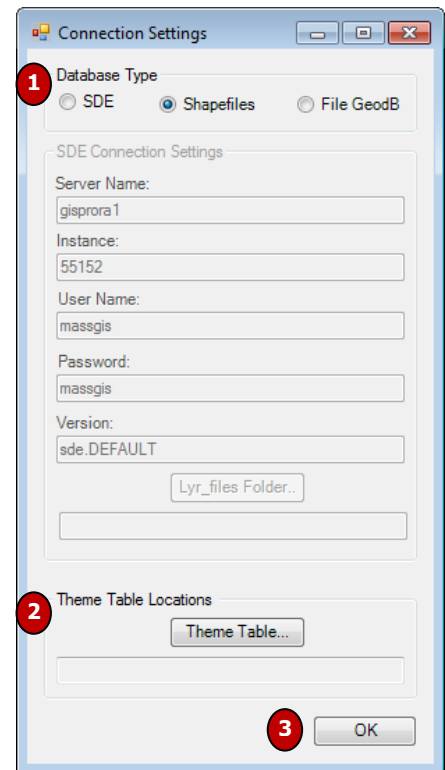 Connection Settings
1
Database Type
SDE Shapefiles File GeodB
SDE Connection Settings
Server Name:
gisprora1
Instance:
55152
User Name:
massgis
Password:
massgis
Version:
sde.DEFAULT
Lyr_files Folder..
2
Theme Table Locations
Theme Table...
3
OK